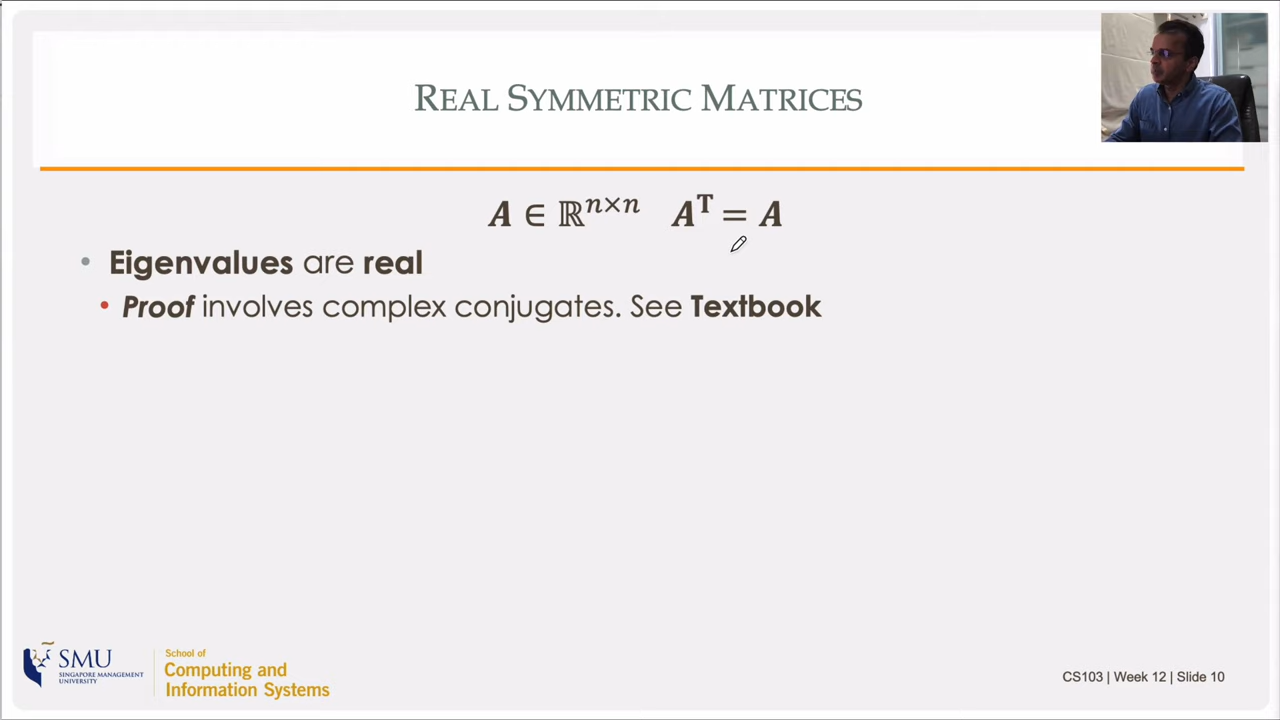 REAL SYMMETRIC MATRICES
A ∈ ℝⁿˣⁿ Aᵀ = A
• Eigenvalues are real
• Proof involves complex conjugates. See Textbook
SMU
SINGAPORE MANAGEMENT
UNIVERSITY
School of
Computing and
Information Systems
CS103 | Week 12 | Slide 10